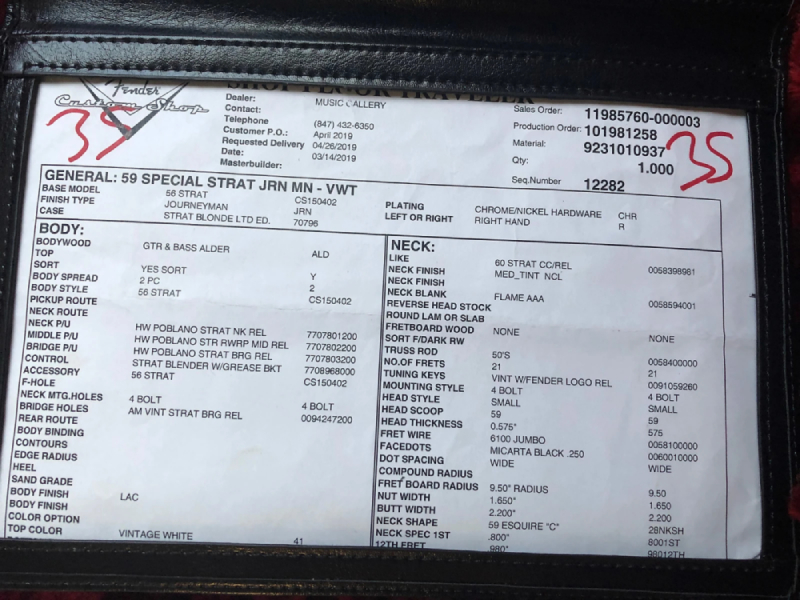 Fender
Custom Shop
SHOP FLOOR TRAVELER
35
35
Dealer: MUSIC GALLERY
Contact:
Telephone (847) 432-6350
Customer P.O.: April 2019
Requested Delivery 04/26/2019
Date: 03/14/2019
Masterbuilder:
Sales Order: 11985760-000003
Production Order: 101981258
Material: 9231010937
Qty: 1.000
Seq.Number 12282
GENERAL: 59 SPECIAL STRAT JRN MN - VWT
BASE MODEL 56 STRAT CS150402
FINISH TYPE JOURNEYMAN JRN
CASE STRAT BLONDE LTD ED. 70796
PLATING CHROME/NICKEL HARDWARE CHR
LEFT OR RIGHT RIGHT HAND R
BODY:
BODYWOOD GTR & BASS ALDER ALD
TOP
SORT YES SORT Y
BODY SPREAD 2 PC 2
BODY STYLE 56 STRAT CS150402
PICKUP ROUTE
NECK ROUTE
NECK P/U HW POBLANO STRAT NK REL 7707801200
MIDDLE P/U HW POBLANO STR RWRP MID REL 7707802200
BRIDGE P/U HW POBLANO STRAT BRG REL 7707803200
CONTROL STRAT BLENDER W/GREASE BKT 7708968000
ACCESSORY 56 STRAT CS150402
F-HOLE
NECK MTG.HOLES 4 BOLT 4 BOLT
BRIDGE HOLES AM VINT STRAT BRG REL 0094247200
REAR ROUTE
BODY BINDING
CONTOURS
EDGE RADIUS
HEEL
SAND GRADE
BODY FINISH LAC
BODY FINISH
COLOR OPTION
TOP COLOR VINTAGE WHITE 41
NECK:
LIKE 60 STRAT CC/REL 0058398981
NECK FINISH MED_TINT NCL
NECK FINISH
NECK BLANK FLAME AAA 0058594001
REVERSE HEAD STOCK
ROUND LAM OR SLAB
FRETBOARD WOOD NONE NONE
SORT F/DARK RW
TRUSS ROD 50'S 0058400000
NO.OF FRETS 21 21
TUNING KEYS VINT W/FENDER LOGO REL 0091059260
MOUNTING STYLE 4 BOLT 4 BOLT
HEAD STYLE SMALL SMALL
HEAD SCOOP 59 59
HEAD THICKNESS 0.575" 575
FRET WIRE 6100 JUMBO 0058100000
FACEDOTS MICARTA BLACK .250 0060010000
DOT SPACING WIDE WIDE
COMPOUND RADIUS
FRET BOARD RADIUS 9.50" RADIUS 9.50
NUT WIDTH 1.650" 1.650
BUTT WIDTH 2.200" 2.200
NECK SHAPE 59 ESQUIRE "C" 28NKSH
NECK SPEC 1ST .800" 8001ST
12TH FRET .980" 98012TH